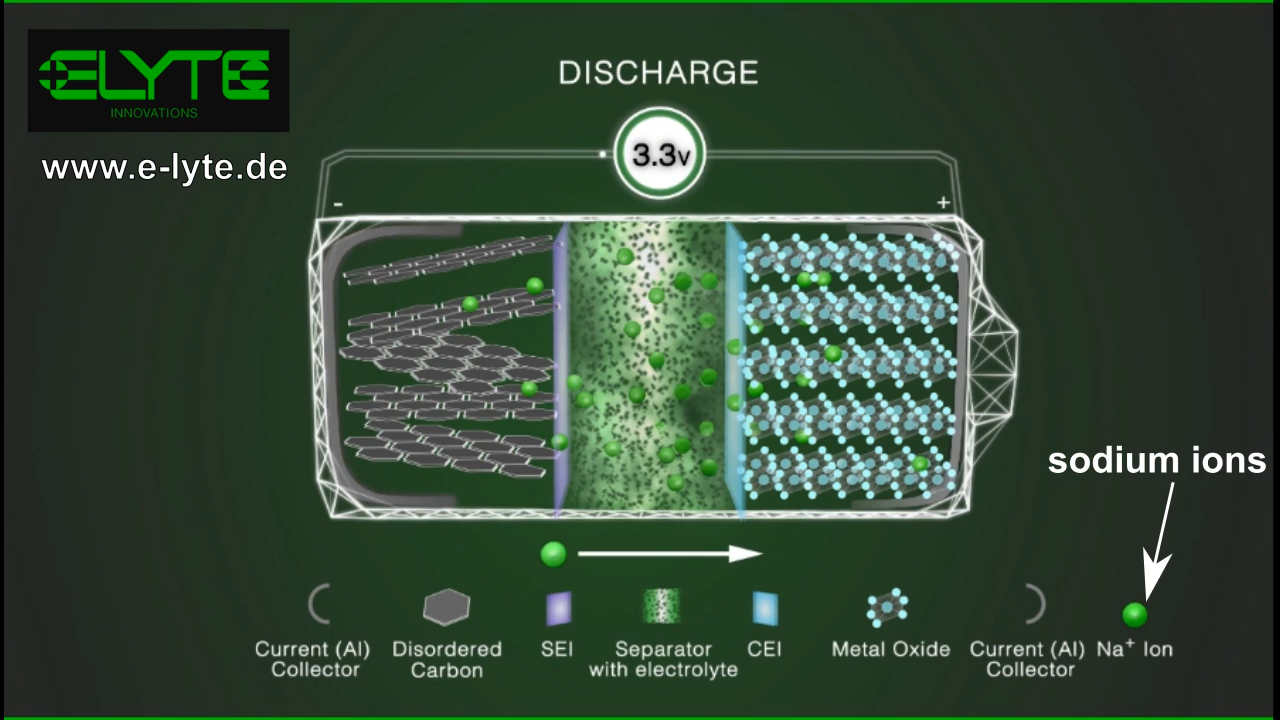 ELYTE
INNOVATIONS
www.e-lyte.de
DISCHARGE
3.3v
- +
sodium ions
Current (Al) Collector
Disordered Carbon
SEI
Separator with electrolyte
CEI
Metal Oxide
Current (Al) Collector
Na⁺ Ion